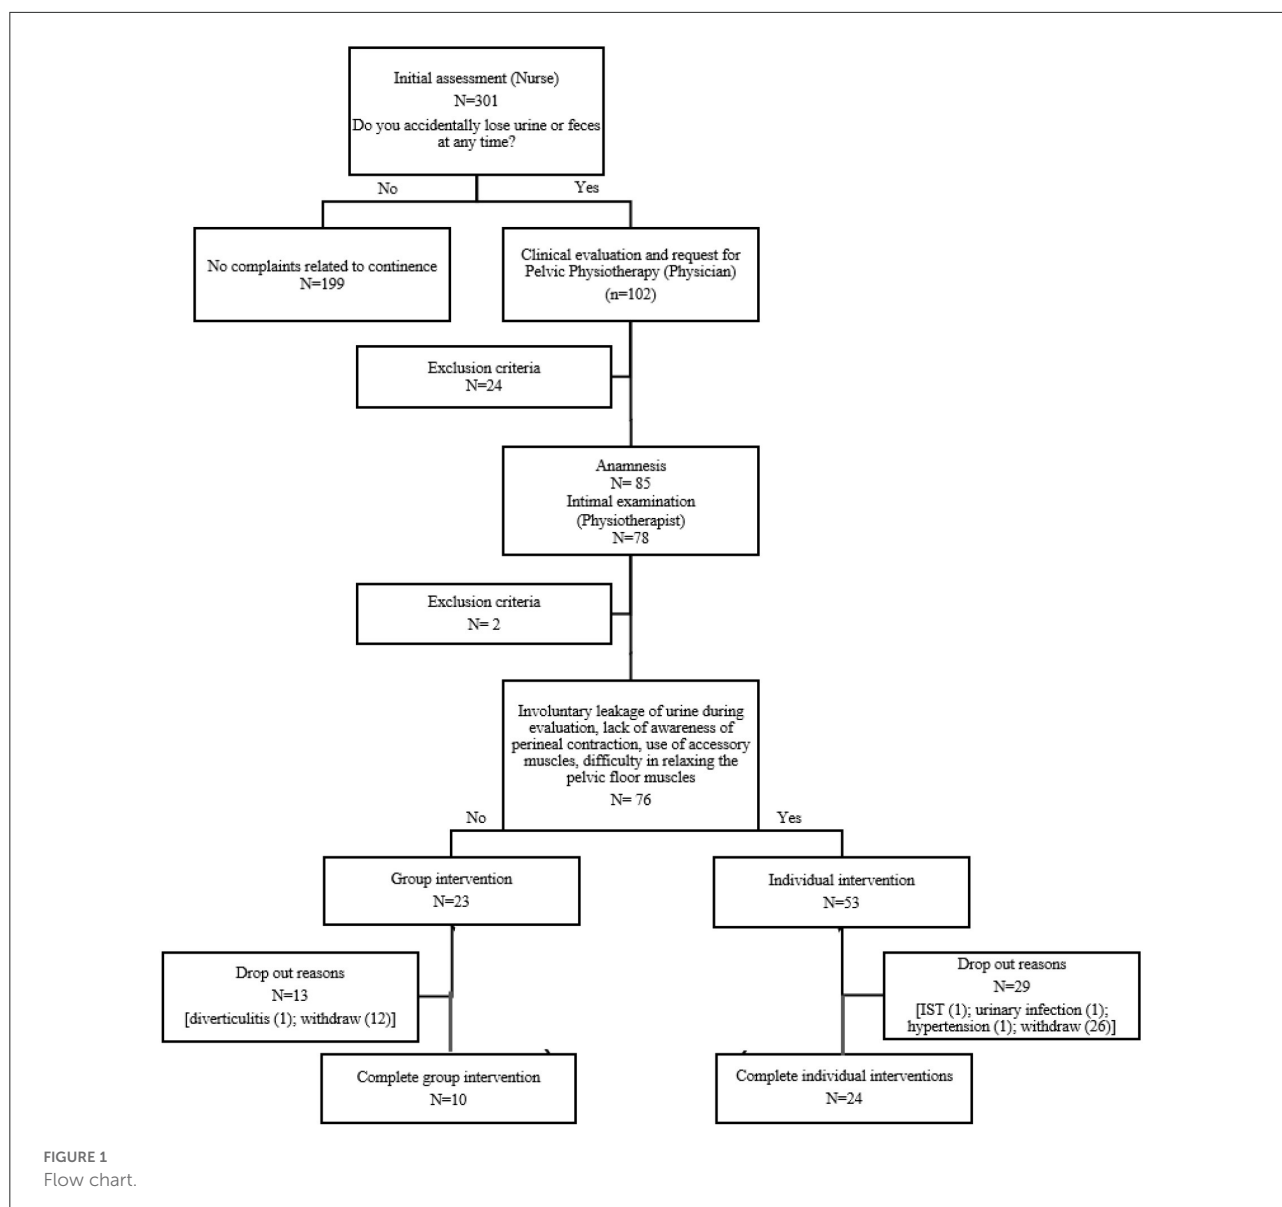 Initial assessment (Nurse)
N=301
Do you accidentally lose urine or feces
at any time?
No
Yes
No complaints related to continence
N=199
Clinical evaluation and request for
Pelvic Physiotherapy (Physician)
(n=102)
Exclusion criteria
N=24
Anamnesis
N= 85
Intimal examination
(Physiotherapist)
N=78
Exclusion criteria
N= 2
Involuntary leakage of urine during
evaluation, lack of awareness of
perineal contraction, use of accessory
muscles, difficulty in relaxing the
pelvic floor muscles
N= 76
No
Yes
Group intervention
N=23
Individual intervention
N=53
Drop out reasons
N=13
[diverticulitis (1); withdraw (12)]
Drop out reasons
N=29
[IST (1); urinary infection (1);
hypertension (1); withdraw (26)]
Complete group intervention
N=10
Complete individual interventions
N=24
FIGURE 1
Flow chart.